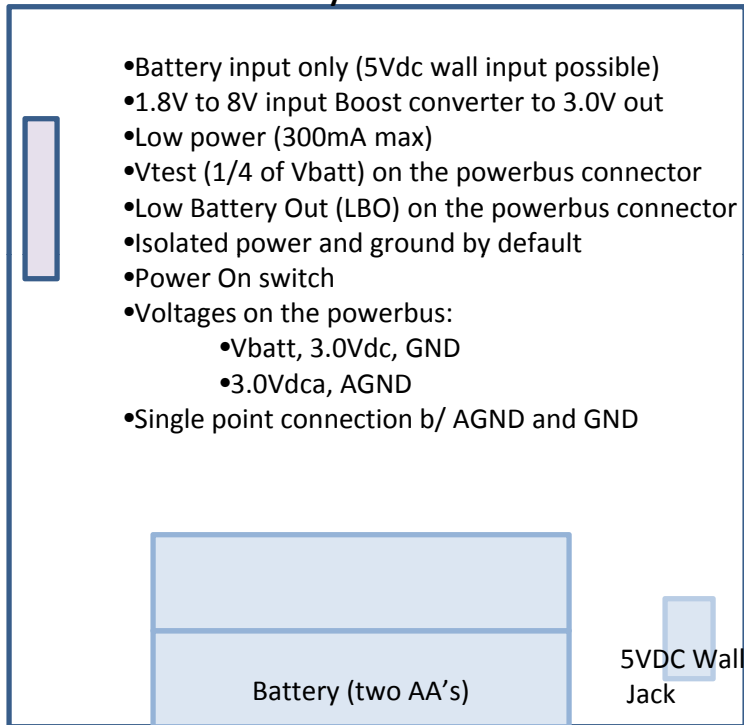 •Battery input only (5Vdc wall input possible)
•1.8V to 8V input Boost converter to 3.0V out
•Low power (300mA max)
•Vtest (1/4 of Vbatt) on the powerbus connector
•Low Battery Out (LBO) on the powerbus connector
•Isolated power and ground by default
•Power On switch
•Voltages on the powerbus:
•Vbatt, 3.0Vdc, GND
•3.0Vdca, AGND
•Single point connection b/ AGND and GND
5VDC Wall
Jack
Battery (two AA's)